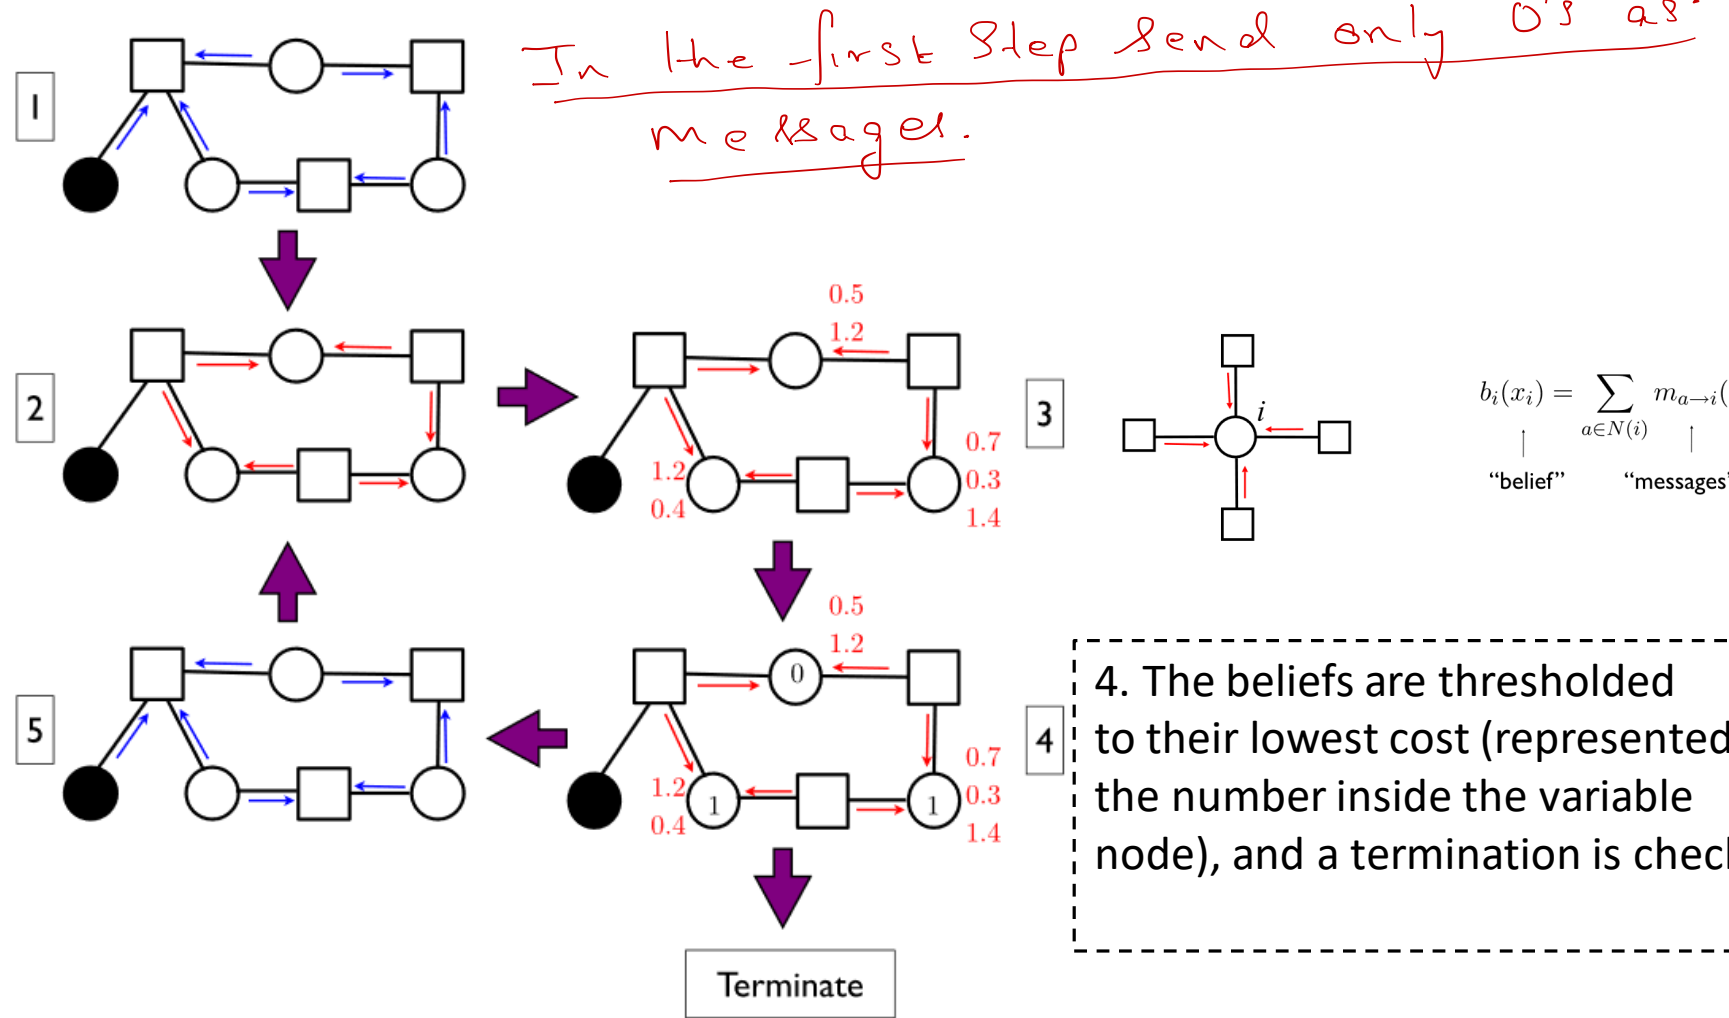 In the first step send only 0's as
messages.
1
2
0.5
1.2
1.2
0.4
0.7
0.3
1.4
3
i
b_i(x_i) = ∑_{a∈N(i)} m_{a→i}(
↑ ↑
“belief” “messages”
5
0.5
1.2
0
1.2
0.4
1
1
0.7
0.3
1.4
4
4. The beliefs are thresholded
to their lowest cost (represented
the number inside the variable
node), and a termination is check
Terminate